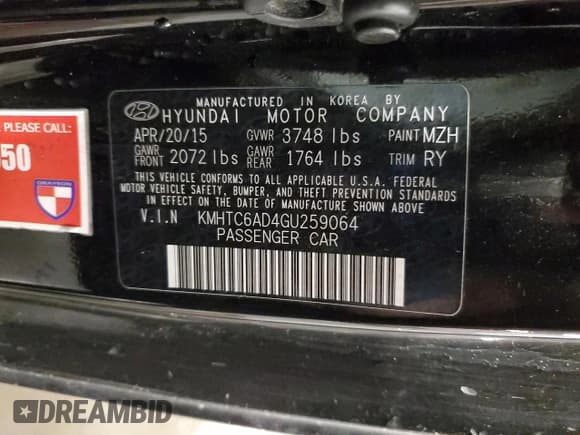 MANUFACTURED IN KOREA BY
HYUNDAI MOTOR COMPANY
APR/20/15 GVWR 3748 lbs PAINT MZH
GAWR FRONT 2072 lbs GAWR REAR 1764 lbs TRIM RY
THIS VEHICLE CONFORMS TO ALL APPLICABLE U.S.A. FEDERAL
MOTOR VEHICLE SAFETY, BUMPER, AND THEFT PREVENTION STANDARDS
IN EFFECT ON THE DATE OF MANUFACTURE SHOWN ABOVE.
V.I.N KMHTC6AD4GU259064
PASSENGER CAR
PLEASE CALL:
50
DREAMBID